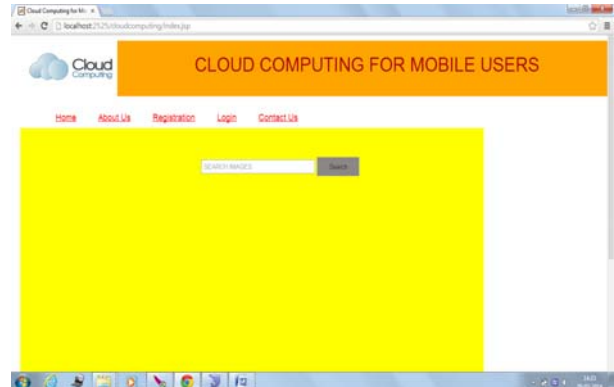 Cloud Computing for Mo
localhost:2525/cloudcomputing/index.jsp
Cloud
Computing
CLOUD COMPUTING FOR MOBILE USERS
Home About Us Registration Login Contact Us
SEARCH IMAGES Search